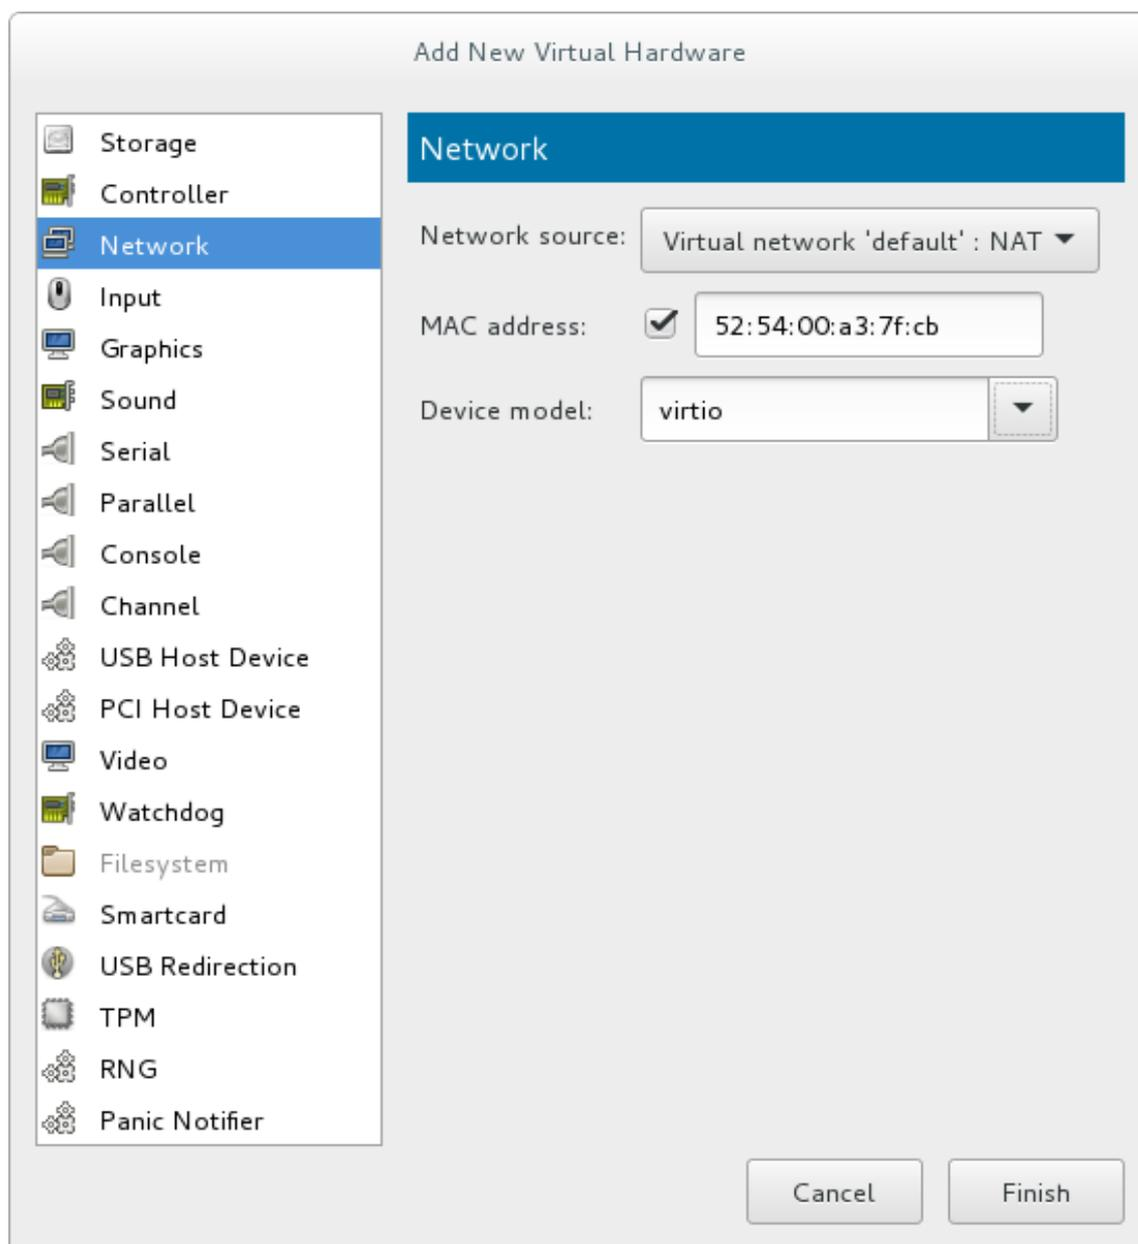 Add New Virtual Hardware
Storage
Controller
Network
Input
Graphics
Sound
Serial
Parallel
Console
Channel
USB Host Device
PCI Host Device
Video
Watchdog
Filesystem
Smartcard
USB Redirection
TPM
RNG
Panic Notifier
Network
Network source: Virtual network 'default' : NAT
MAC address: 52:54:00:a3:7f:cb
Device model: virtio
Cancel Finish